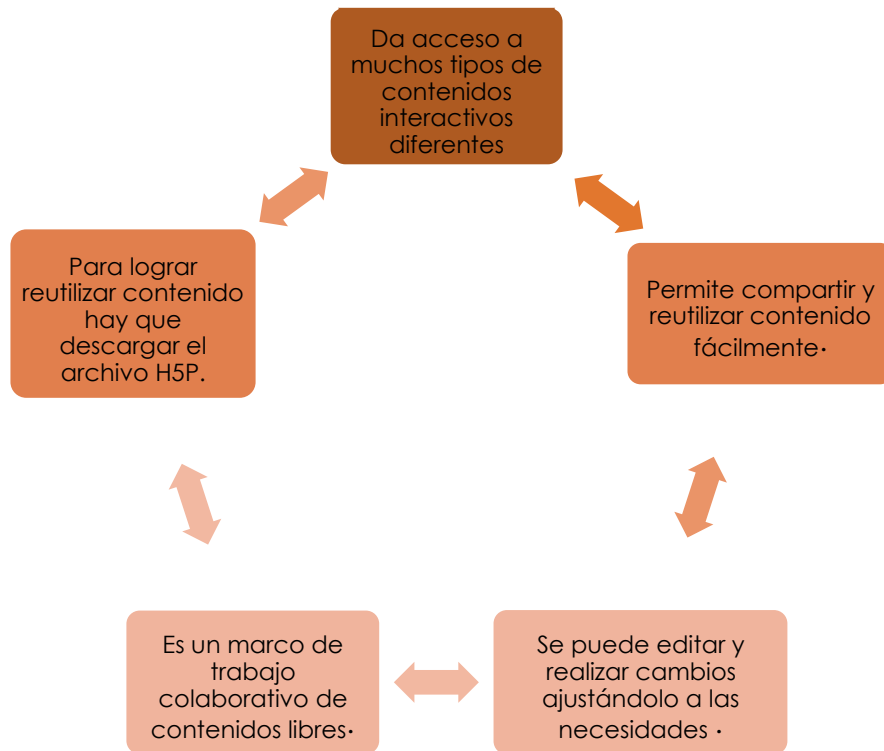 Da acceso a
muchos tipos de
contenidos
interactivos
diferentes
Para lograr
reutilizar contenido
hay que
descargar el
archivo H5P.
Permite compartir y
reutilizar contenido
fácilmente.
Es un marco de
trabajo
colaborativo de
contenidos libres.
Se puede editar y
realizar cambios
ajustándolo a las
necesidades .